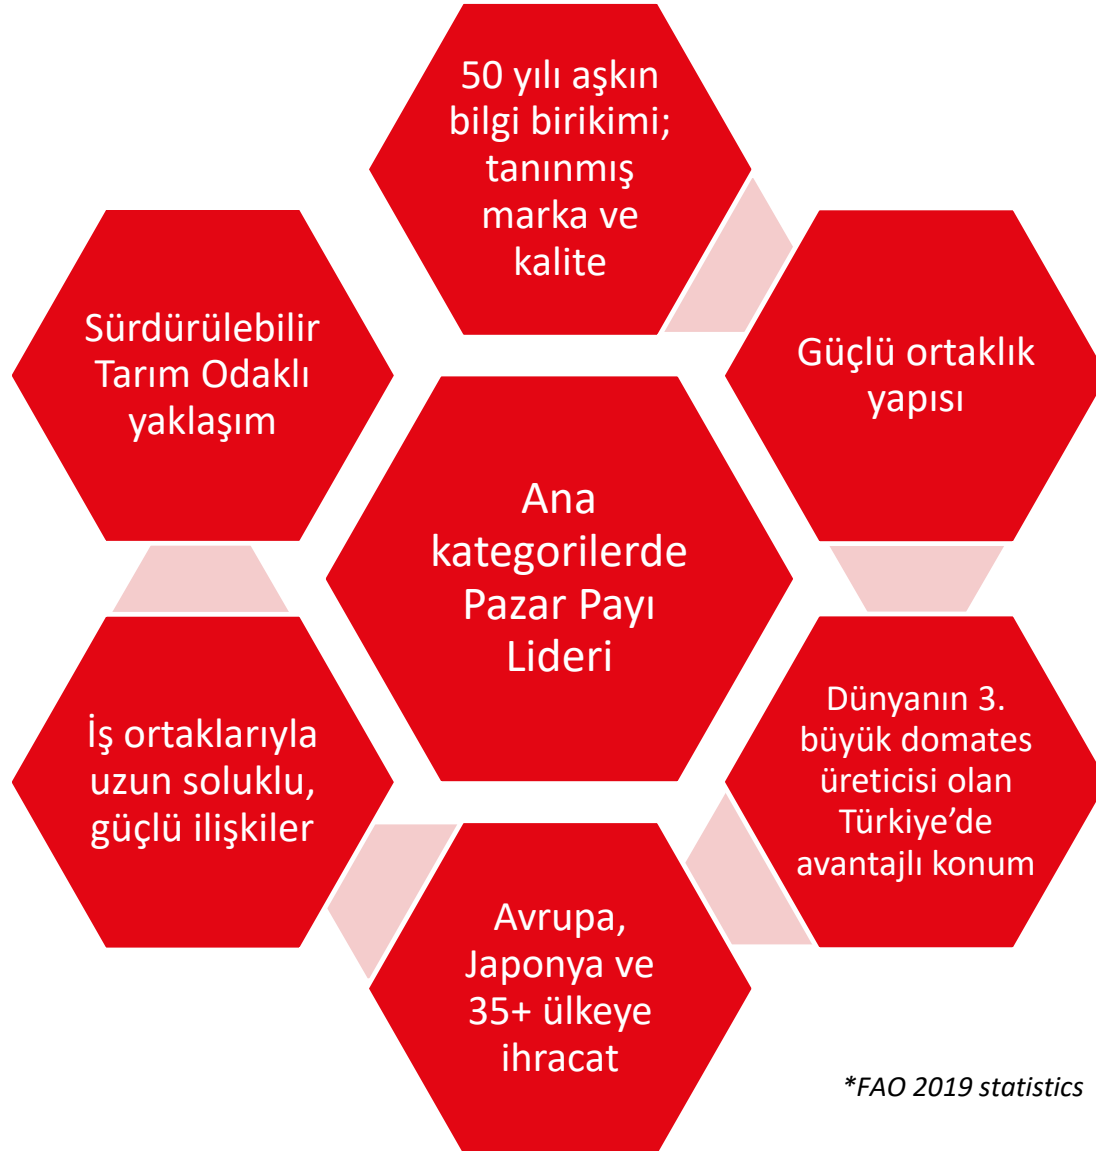 50 yılı aşkın
bilgi birikimi;
tanınmış
marka ve
kalite
Güçlü ortaklık
yapısı
Dünyanın 3.
büyük domates
üreticisi olan
Türkiye’de
avantajlı konum
Avrupa,
Japonya ve
35+ ülkeye
ihracat
İş ortaklarıyla
uzun soluklu,
güçlü ilişkiler
Sürdürülebilir
Tarım Odaklı
yaklaşım
Ana
kategorilerde
Pazar Payı
Lideri
*FAO 2019 statistics